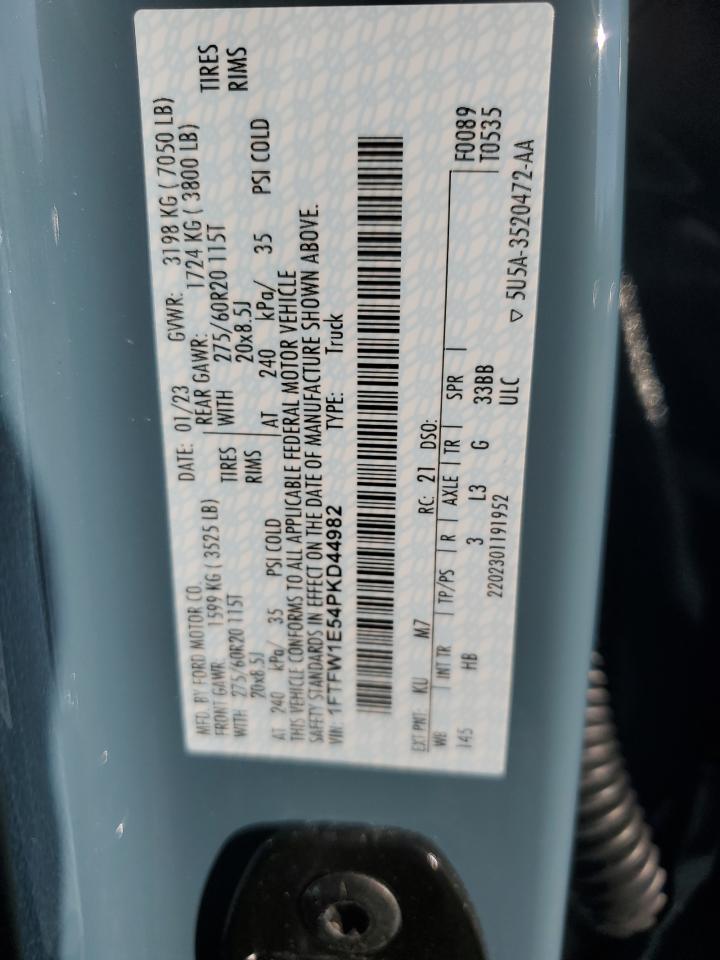 MFD. BY FORD MOTOR CO.
DATE: 01/23 GVWR: 3198 KG ( 7050 LB)
FRONT GAWR: 1599 KG ( 3525 LB) REAR GAWR: 1724 KG ( 3800 LB)
WITH 275/60R20 115T TIRES WITH 275/60R20 115T TIRES
20x8.5J RIMS 20x8.5J RIMS
AT 240 kPa/ 35 PSI COLD AT 240 kPa/ 35 PSI COLD
THIS VEHICLE CONFORMS TO ALL APPLICABLE FEDERAL MOTOR VEHICLE
SAFETY STANDARDS IN EFFECT ON THE DATE OF MANUFACTURE SHOWN ABOVE.
VIN: 1FTFW1E54PKD44982 TYPE: Truck
EXT PNT: KU M7 RC: 21 DSO:
WB INT TR TP/PS R AXLE TR SPR F0089
145 HB 3 L3 G 33BB T0535
2202301191952 ULC ▽ 5U5A-3520472-AA